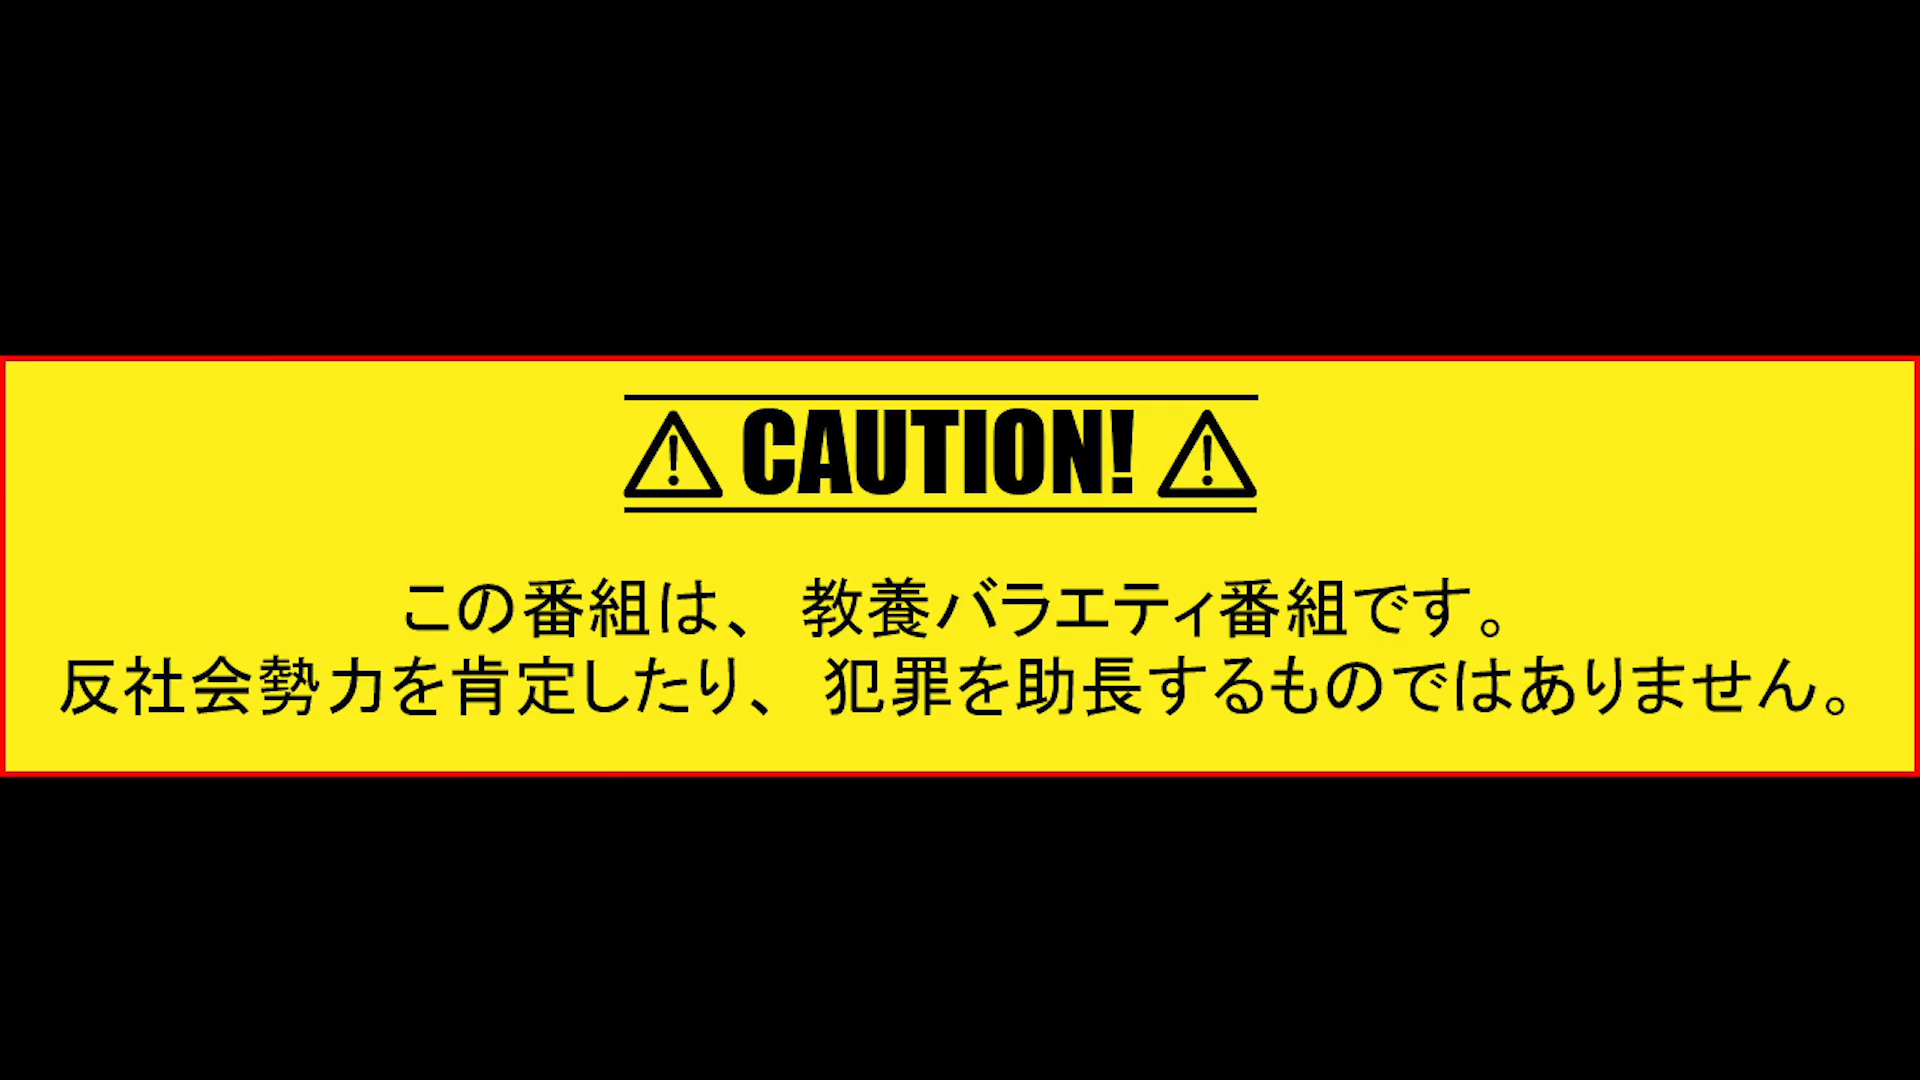 CAUTION!
この番組は、教養バラエティ番組です。
反社会勢力を肯定したり、犯罪を助長するものではありません。